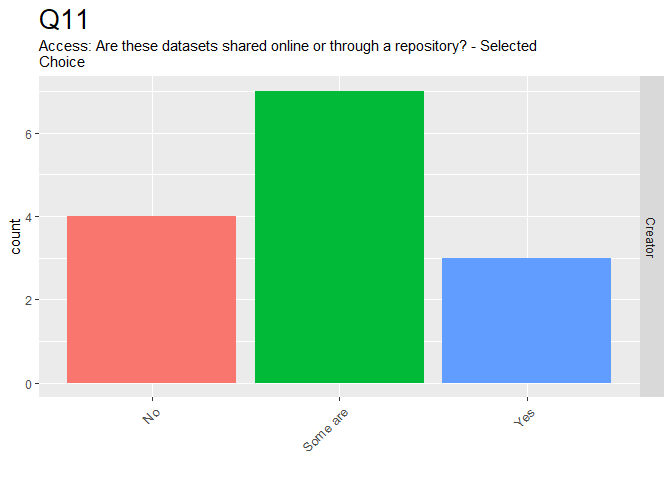 Q11
Access: Are these datasets shared online or through a repository? - Selected
Choice
count
6
4
2
0
Creator
No
Some are
Yes